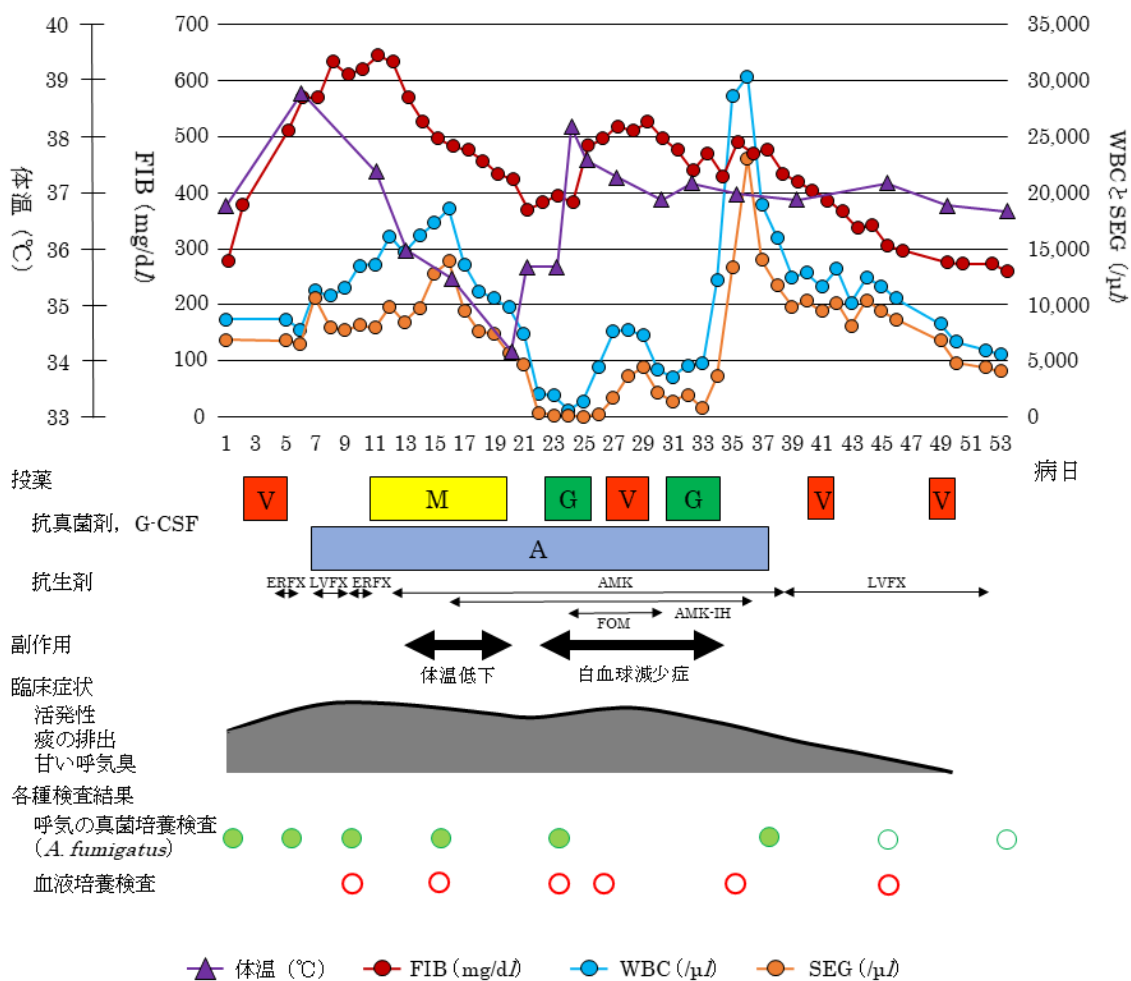 40
39
38
37
36
35
34
33
体温 (℃)
700
600
500
400
300
200
100
0
FIB (mg/dl)
35,000
30,000
25,000
20,000
15,000
10,000
5,000
0
WBCとSEG (/μl)
1 3 5 7 9 11 13 15 17 19 21 23 25 27 29 31 33 35 37 39 41 43 45 47 49 51 53
病日
投薬
抗真菌剤, G-CSF
V M G V G V V
A
抗生剤
ERFX LVFX ERFX AMK LVFX
AMK-IH
FOM
副作用
体温低下 白血球減少症
臨床症状
活発性
痰の排出
甘い呼気臭
各種検査結果
呼気の真菌培養検査
(A. fumigatus)
血液培養検査
体温 (℃) FIB (mg/dl) WBC (/μl) SEG (/μl)